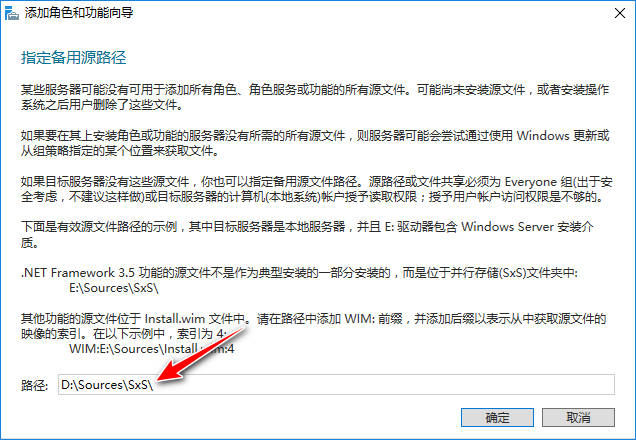 添加角色和功能向导
指定备用源路径
某些服务器可能没有可用于添加所有角色、角色服务或功能的所有源文件。可能尚未安装源文件，或者安装操作
系统之后用户删除了这些文件。
如果要在其上安装角色或功能的服务器没有所需的所有源文件，则服务器可能会尝试通过使用 Windows 更新或
从组策略指定的某个位置来获取文件。
如果目标服务器没有这些源文件，你也可以指定备用源文件路径。源路径或文件共享必须为 Everyone 组(出于安
全考虑，不建议这样做)或目标服务器的计算机(本地系统)帐户授予读取权限；授予用户帐户访问权限是不够的。
下面是有效源文件路径的示例，其中目标服务器是本地服务器，并且 E: 驱动器包含 Windows Server 安装介
质。
.NET Framework 3.5 功能的源文件不是作为典型安装的一部分安装的，而是位于并行存储(SxS)文件夹中:
E:\Sources\SxS\
其他功能的源文件位于 Install.wim 文件中。请在路径中添加 WIM: 前缀，并添加后缀以表示从中获取源文件的
映像的索引。在以下示例中，索引为 4:
WIM:E:\Sources\Install.wim:4
路径: D:\Sources\SxS\
确定 取消